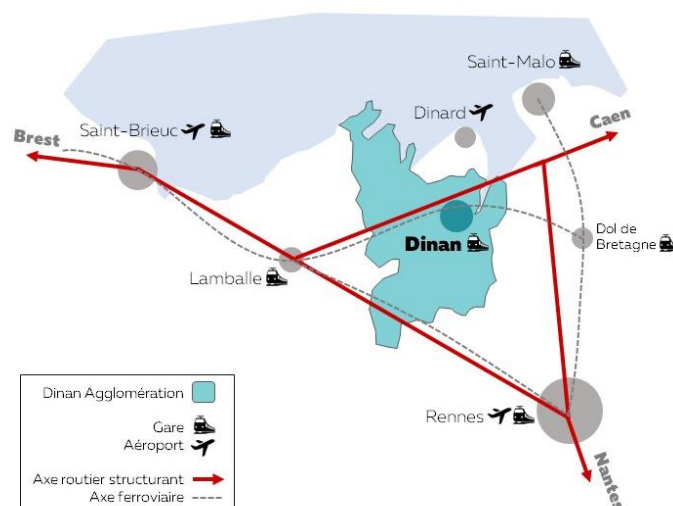 Saint-Malo
Dinard
Caen
Brest
Saint-Brieuc
Dinan
Dol de
Bretagne
Lamballe
Dinan Agglomération
Gare
Aéroport
Rennes
Axe routier structurant
Axe ferroviaire
Nantes